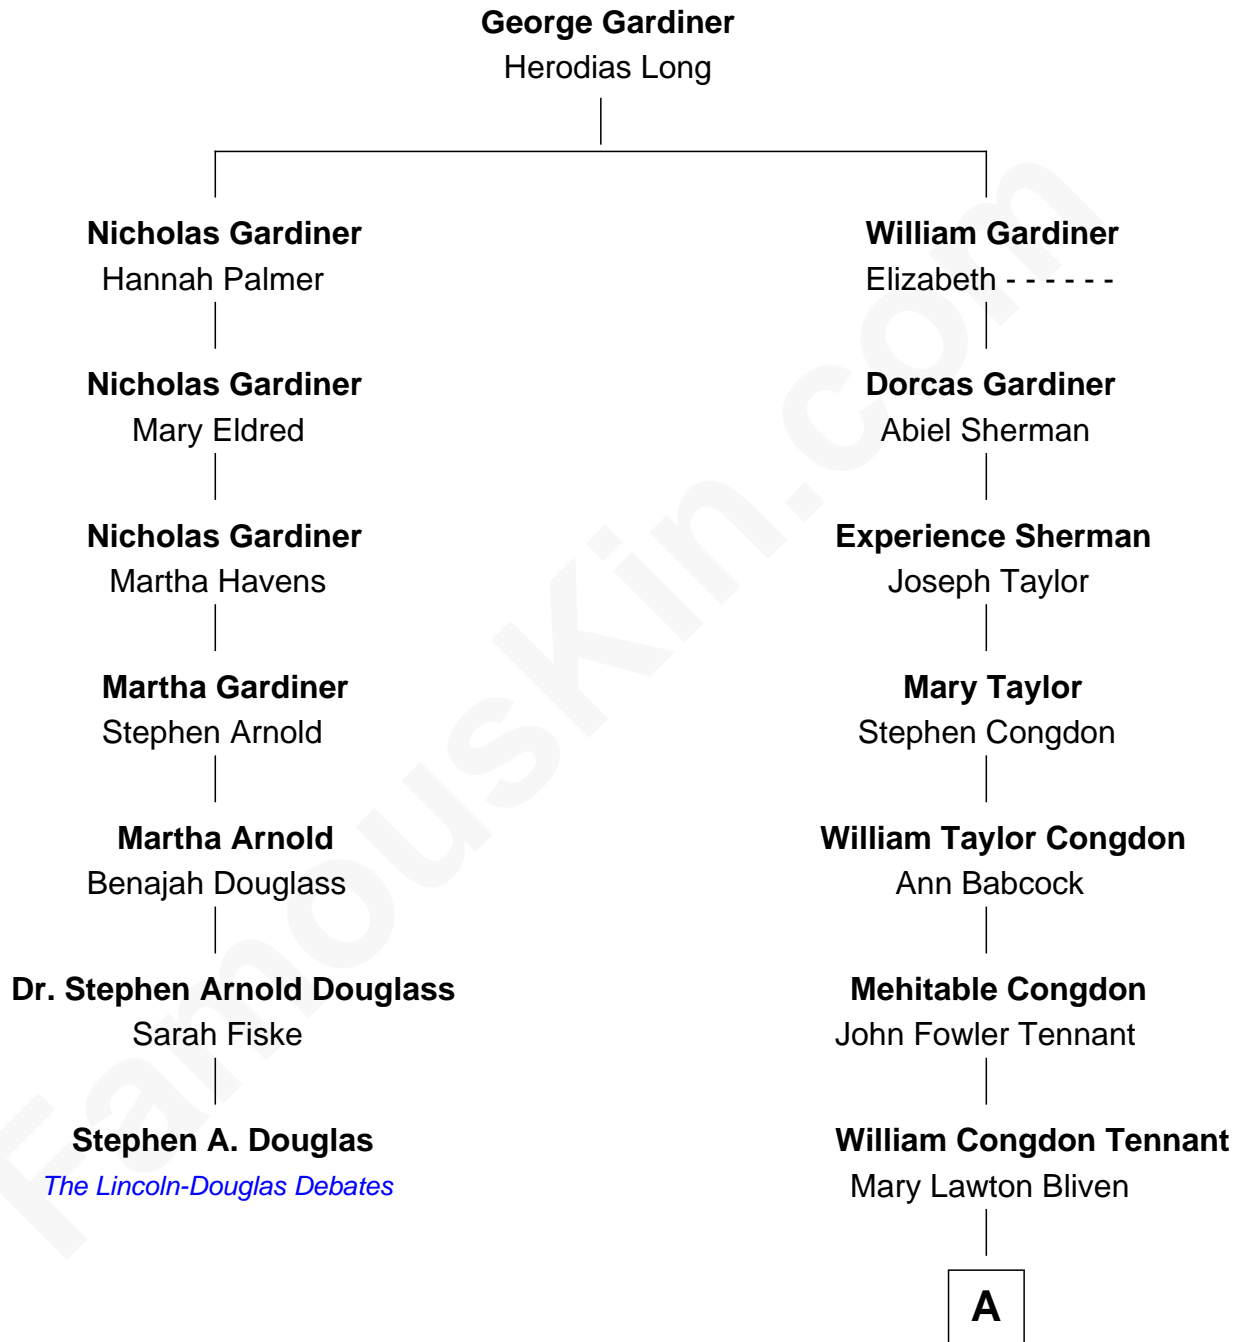 George Gardiner
Herodias Long
Nicholas Gardiner
Hannah Palmer
William Gardiner
Elizabeth - - - - - -
Nicholas Gardiner
Mary Eldred
Dorcas Gardiner
Abiel Sherman
Nicholas Gardiner
Martha Havens
Experience Sherman
Joseph Taylor
Martha Gardiner
Stephen Arnold
Mary Taylor
Stephen Congdon
Martha Arnold
Benajah Douglass
William Taylor Congdon
Ann Babcock
Dr. Stephen Arnold Douglass
Sarah Fiske
Mehitable Congdon
John Fowler Tennant
Stephen A. Douglas
The Lincoln-Douglas Debates
William Congdon Tennant
Mary Lawton Bliven
A
FamousKin.com